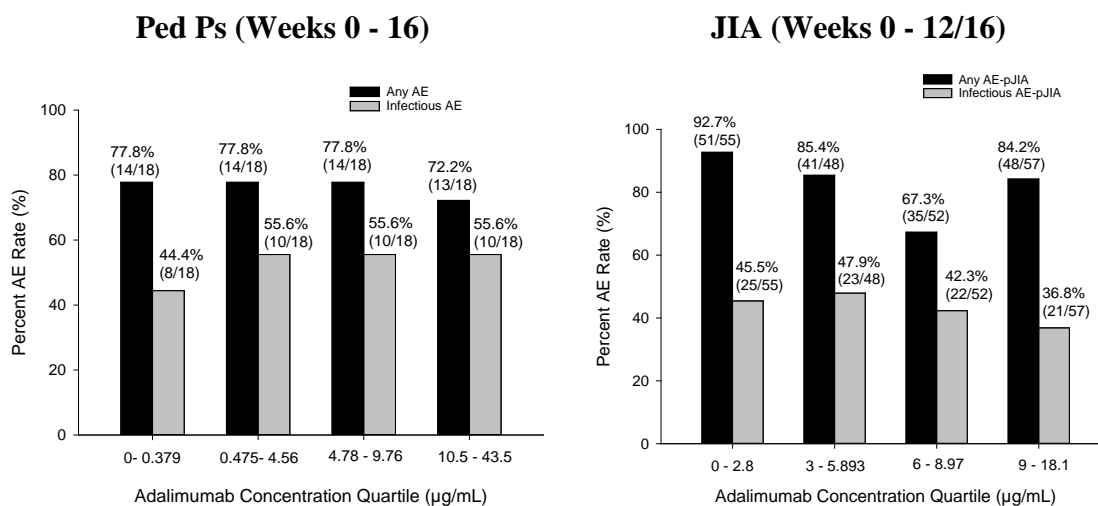 Ped Ps (Weeks 0 - 16)
Any AE
Infectious AE
Percent AE Rate (%)
100
80
60
40
20
0
77.8%
(14/18)
44.4%
(8/18)
77.8%
(14/18)
55.6%
(10/18)
77.8%
(14/18)
55.6%
(10/18)
72.2%
(13/18)
55.6%
(10/18)
0- 0.379
0.475- 4.56
4.78 - 9.76
10.5 - 43.5
Adalimumab Concentration Quartile (µg/mL)
JIA (Weeks 0 - 12/16)
Any AE-pJIA
Infectious AE-pJIA
Percent AE Rate (%)
100
80
60
40
20
0
92.7%
(51/55)
45.5%
(25/55)
85.4%
(41/48)
47.9%
(23/48)
67.3%
(35/52)
42.3%
(22/52)
84.2%
(48/57)
36.8%
(21/57)
0 - 2.8
3 - 5.893
6 - 8.97
9 - 18.1
Adalimumab Concentration Quartile (µg/mL)